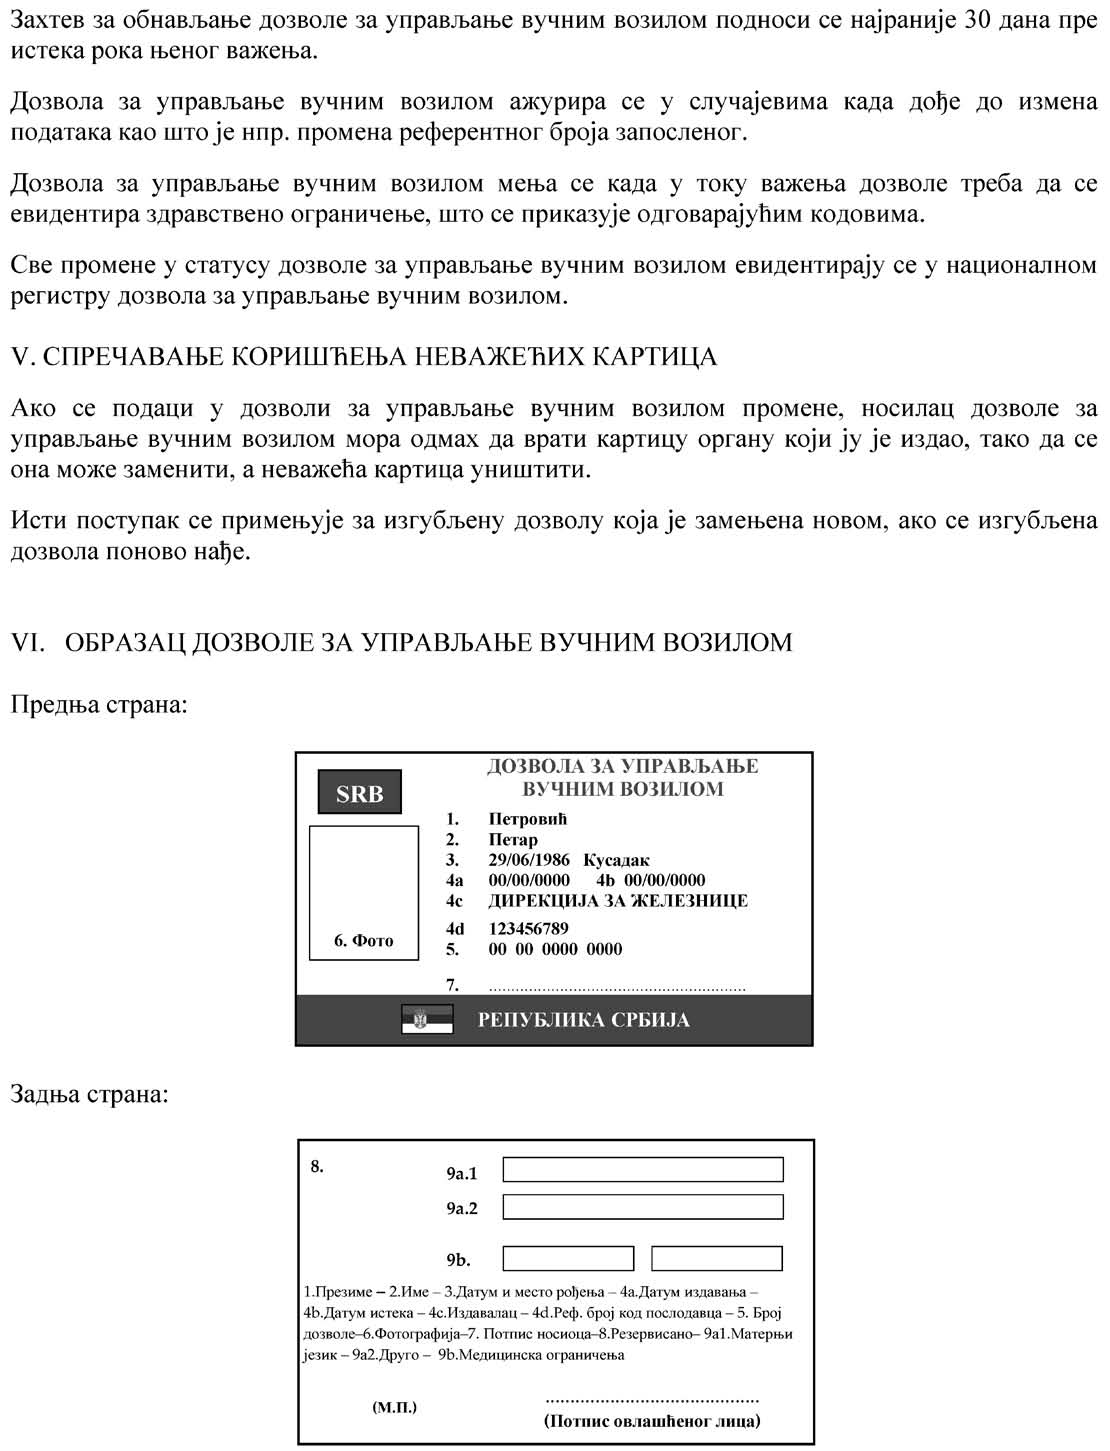 Захтев за обнављање дозволе за управљање вучним возилом подноси се најраније 30 дана пре
истека рока њеног важења.
Дозвола за управљање вучним возилом ажурира се у случајевима када дође до измена
података као што је нпр. промена референтног броја запосленог.
Дозвола за управљање вучним возилом мења се када у току важења дозволе треба да се
евидентира здравствено ограничење, што се приказује одговарајућим кодовима.
Све промене у статусу дозволе за управљање вучним возилом евидентирају се у националном
регистру дозвола за управљање вучним возилом.
V. СПРЕЧАВАЊЕ КОРИШЋЕЊА НЕВАЖЕЋИХ КАРТИЦА
Ако се подаци у дозволи за управљање вучним возилом промене, носилац дозволе за
управљање вучним возилом мора одмах да врати картицу органу који ју је издао, тако да се
она може заменити, а неважећа картица уништити.
Исти поступак се примењује за изгубљену дозволу која је замењена новом, ако се изгубљена
дозвола поново нађе.
VI. ОБРАЗАЦ ДОЗВОЛЕ ЗА УПРАВЉАЊЕ ВУЧНИМ ВОЗИЛОМ
Предња страна:
ДОЗВОЛА ЗА УПРАВЉАЊЕ
ВУЧНИМ ВОЗИЛОМ
SRB
1. Петровић
2. Петар
3. 29/06/1986 Кусадак
4a 00/00/0000 4b 00/00/0000
4c ДИРЕКЦИЈА ЗА ЖЕЛЕЗНИЦЕ
4d 123456789
6. Фото
5. 00 00 0000 0000
7. ..........................................................
РЕПУБЛИКА СРБИЈА
Задња страна:
8.
9a.1
9a.2
9b.
1.Презиме – 2.Име – 3.Датум и место рођења – 4a.Датум издавања –
4b.Датум истека – 4c.Издавалац – 4d.Реф. број код послодавца – 5. Број
дозволе–6.Фотографија–7. Потпис носиоца–8.Резервисано– 9a1.Матерњи
језик – 9a2.Друго – 9b.Медицинска ограничења
...........................................
(М.П.)
(Потпис овлашћеног лица)